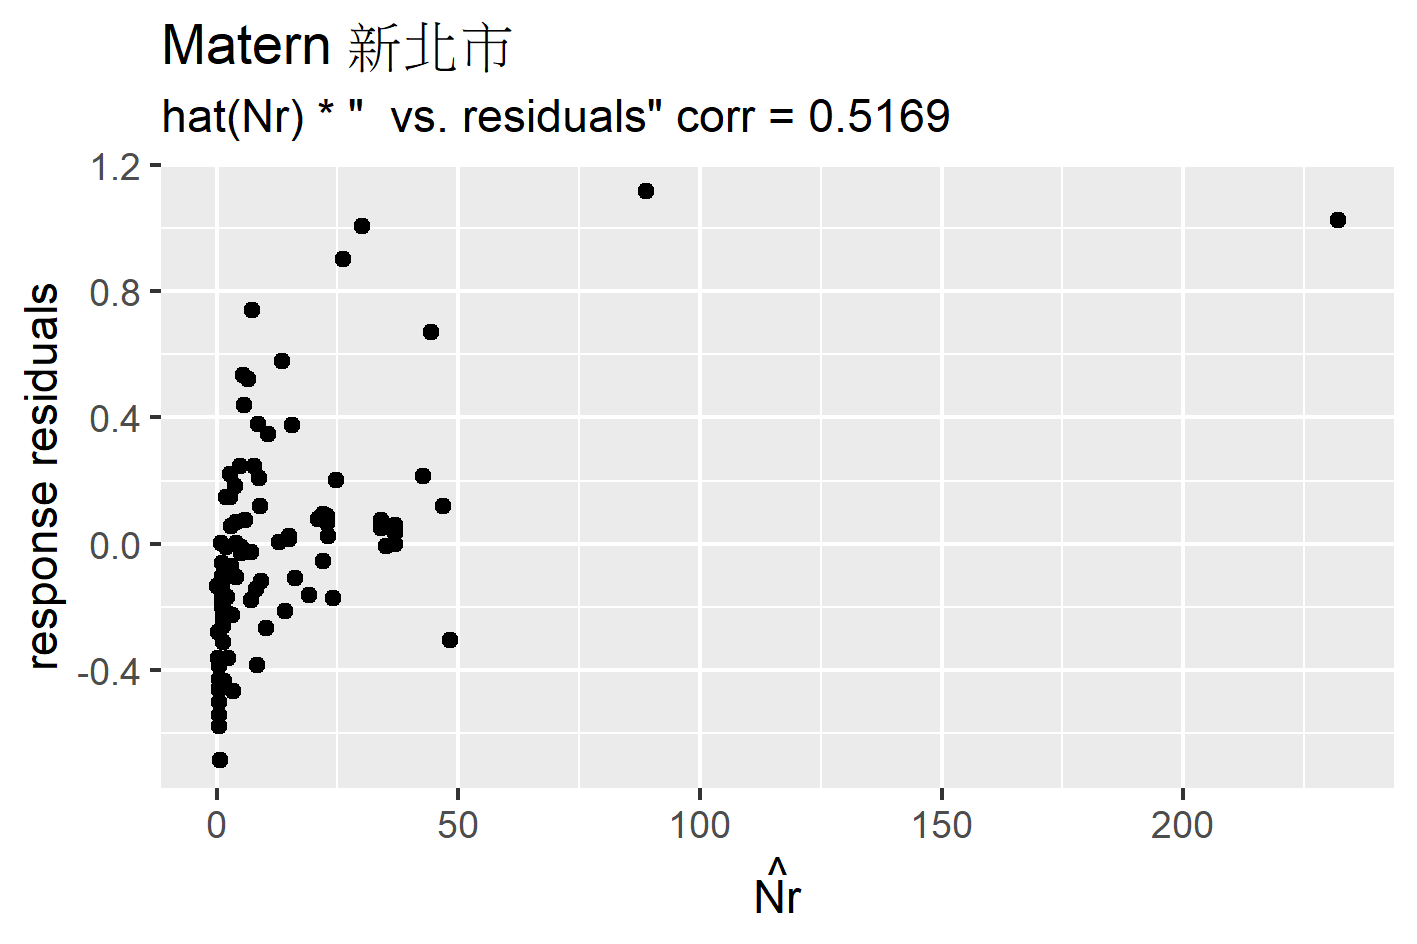 Matern 新北市
hat(Nr) * "  vs. residuals" corr = 0.5169
1.2
0.8
0.4
0.0
-0.4
response residuals
0 50 100 150 200
N̂r